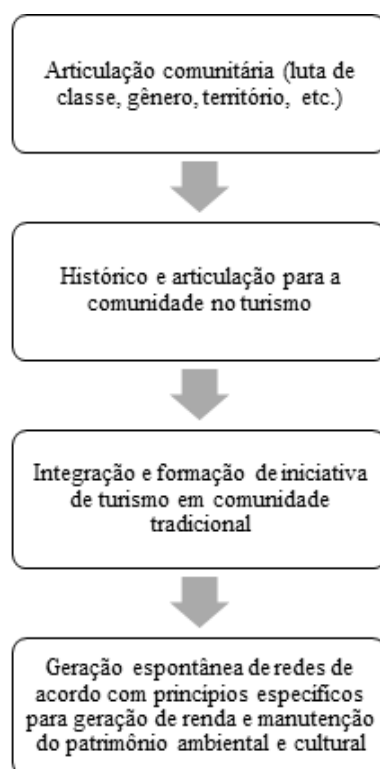 Articulação comunitária (luta de
classe, gênero, território, etc.)
Histórico e articulação para a
comunidade no turismo
Integração e formação de iniciativa
de turismo em comunidade
tradicional
Geração espontânea de redes de
acordo com princípios específicos
para geração de renda e manutenção
do patrimônio ambiental e cultural